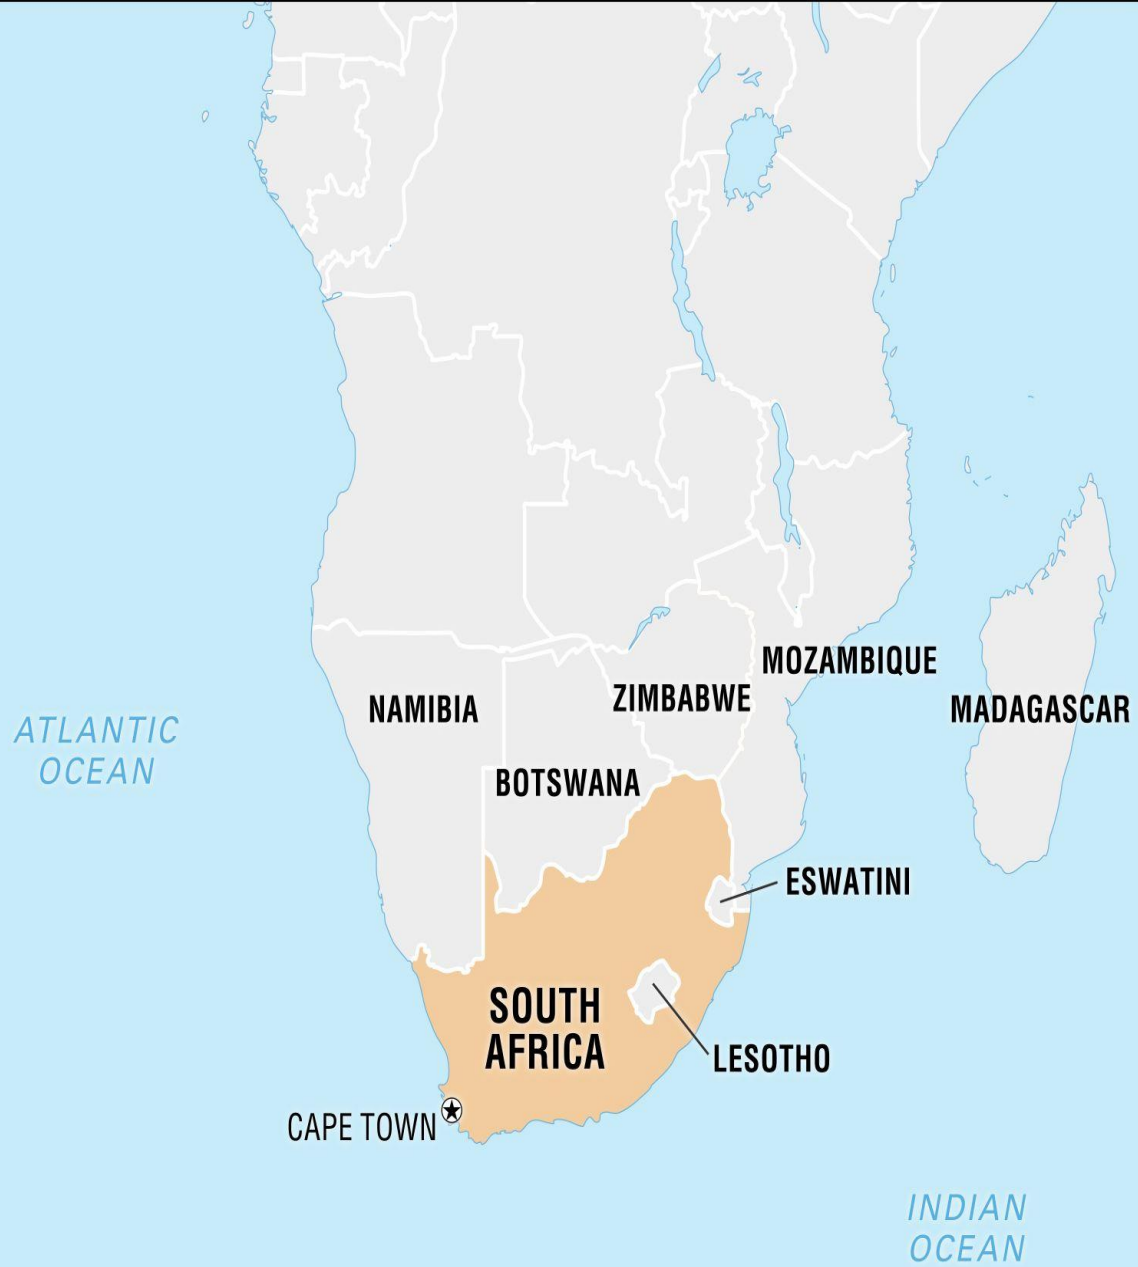 MOZAMBIQUE
ZIMBABWE
NAMIBIA
MADAGASCAR
ATLANTIC
OCEAN
BOTSWANA
ESWATINI
SOUTH
AFRICA
LESOTHO
CAPE TOWN
INDIAN
OCEAN